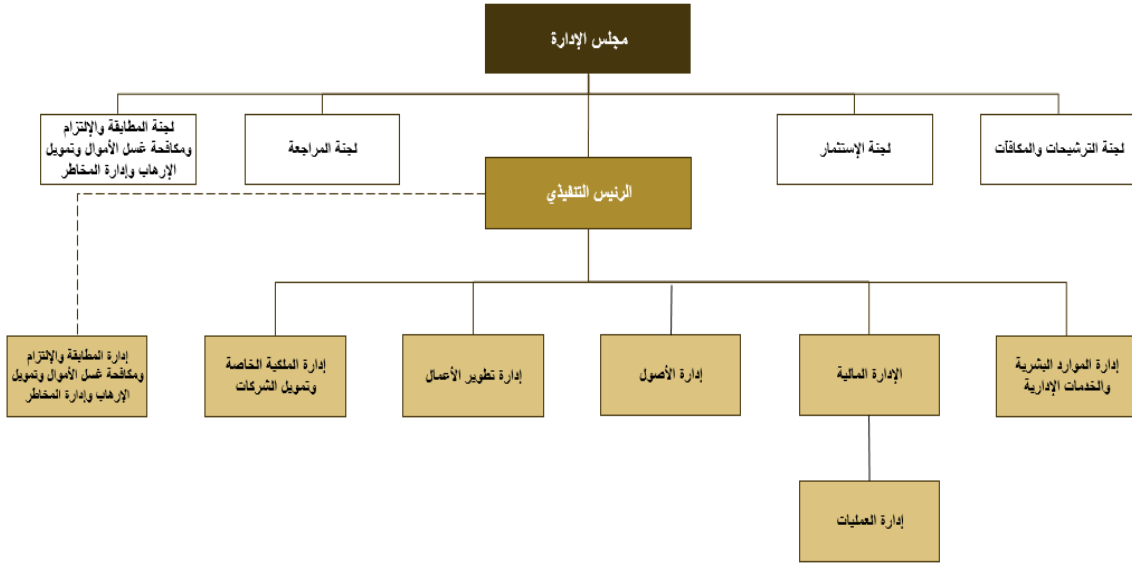 مجلس الإدارة
لجنة الترشيحات والمكافآت
لجنة الإستثمار
لجنة المراجعة
لجنة المطابقة والإلتزام
ومكافحة غسل الأموال وتمويل
الإرهاب وإدارة المخاطر
الرئيس التنفيذي
إدارة الموارد البشرية
والخدمات الإدارية
الإدارة المالية
إدارة الأصول
إدارة تطوير الأعمال
إدارة الملكية الخاصة
وتمويل الشركات
إدارة المطابقة والإلتزام
ومكافحة غسل الأموال وتمويل
الإرهاب وإدارة المخاطر
إدارة العمليات